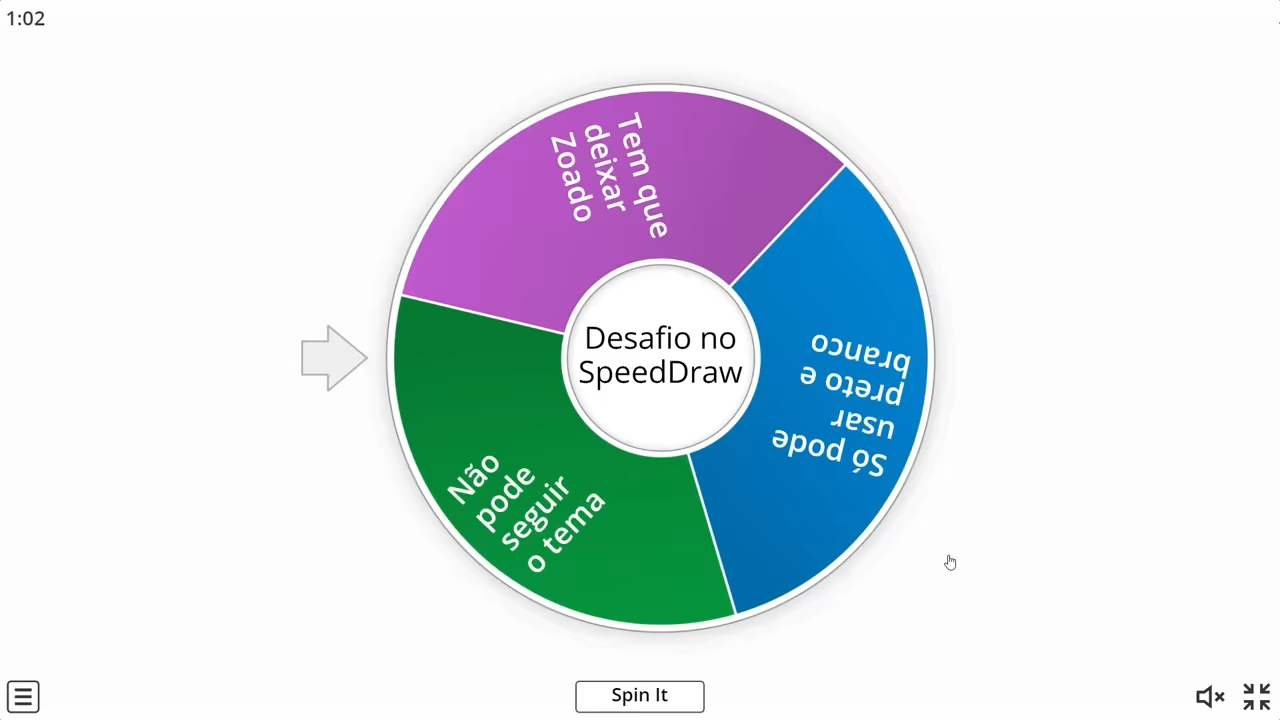 1:02
Tem que
deixar
Zoado
Desafio no
SpeedDraw
Só pode
usar
preto e
branco
Não
pode
seguir
o tema
Spin It